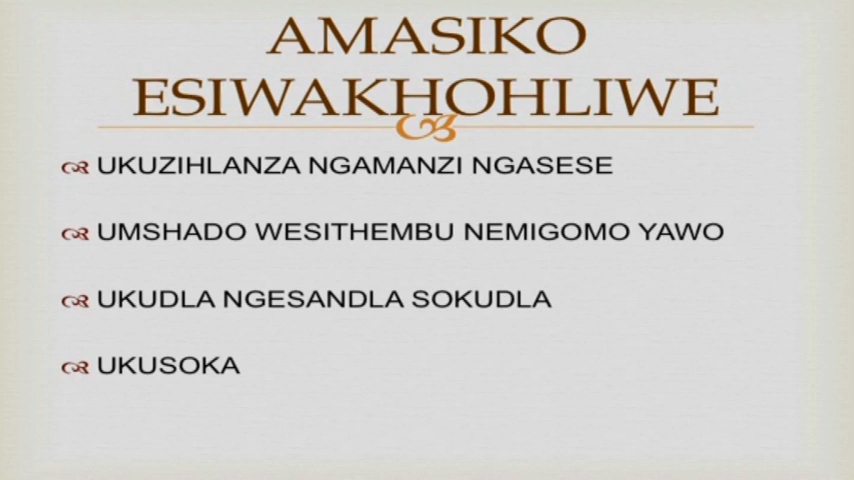 AMASIKO
ESIWAKHOHLIWE
UKUZIHLANZA NGAMANZI NGASESE
UMSHADO WESITHEMBU NEMIGOMO YAWO
UKUDLA NGESANDLA SOKUDLA
UKUSOKA